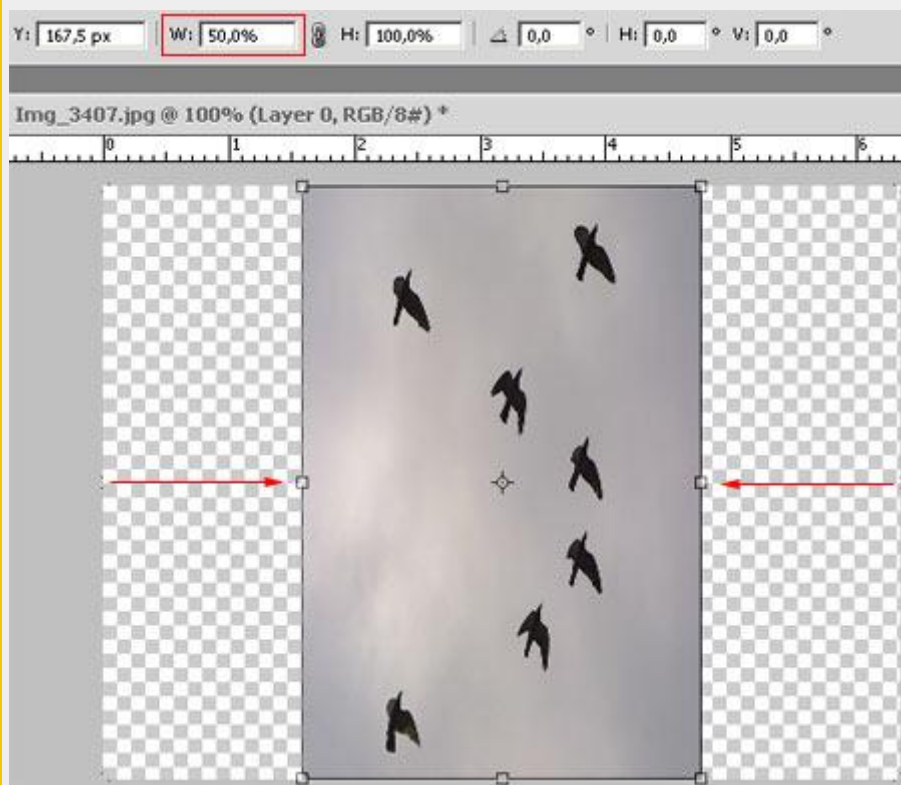 Y: 167,5 px W: 50,0% H: 100,0% 0,0 ° H: 0,0 ° V: 0,0 °
Img_3407.jpg @ 100% (Layer 0, RGB/8#) *
0 1 2 3 4 5 6